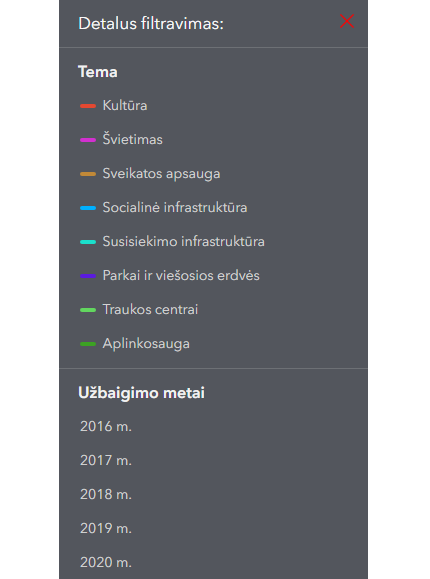 Detalus filtravimas:
Tema
Kultūra
Švietimas
Sveikatos apsauga
Socialinė infrastruktūra
Susisiekimo infrastruktūra
Parkai ir viešosios erdvės
Traukos centrai
Aplinkosauga
Užbaigimo metai
2016 m.
2017 m.
2018 m.
2019 m.
2020 m.